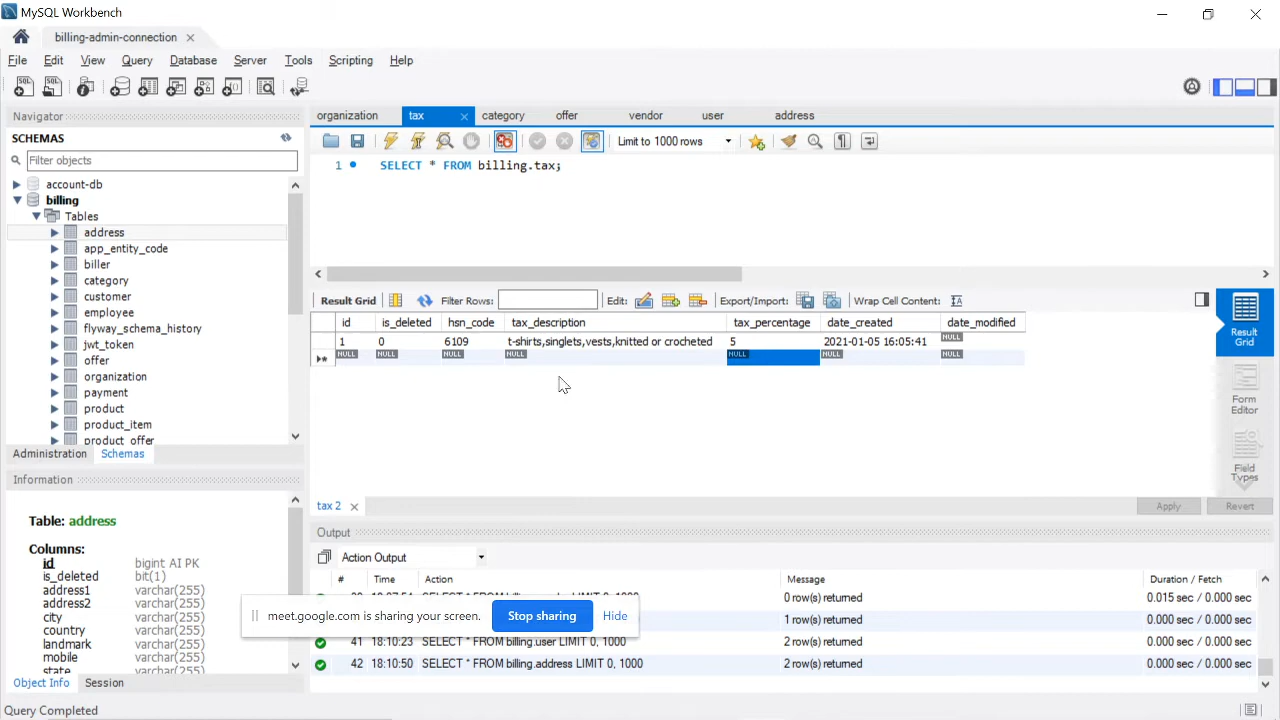 MySQL Workbench
billing-admin-connection
File Edit View Query Database Server Tools Scripting Help
Navigator
SCHEMAS
Filter objects
account-db
billing
Tables
address
app_entity_code
biller
category
customer
employee
flyway_schema_history
jwt_token
offer
organization
payment
product
product_item
product_offer
Administration Schemas
Information
Table: address
Columns:
id bigint AI PK
is_deleted bit(1)
address1 varchar(255)
address2 varchar(255)
city varchar(255)
country varchar(255)
landmark varchar(255)
mobile varchar(255)
state varchar(255)
Object Info Session
Query Completed
organization tax category offer vendor user address
Limit to 1000 rows
1 SELECT * FROM billing.tax;
Result Grid Filter Rows: Edit: Export/Import: Wrap Cell Content:
id is_deleted hsn_code tax_description tax_percentage date_created date_modified
1 0 6109 t-shirts,singlets,vests,knitted or crocheted 5 2021-01-05 16:05:41 NULL
NULL NULL NULL NULL NULL NULL NULL
Result Grid
Form Editor
Field Types
tax 2
Apply Revert
Output
Action Output
# Time Action Message Duration / Fetch
0 row(s) returned 0.015 sec / 0.000 sec
1 row(s) returned 0.000 sec / 0.000 sec
41 18:10:23 SELECT * FROM billing.user LIMIT 0, 1000 2 row(s) returned 0.000 sec / 0.000 sec
42 18:10:50 SELECT * FROM billing.address LIMIT 0, 1000 2 row(s) returned 0.000 sec / 0.000 sec
meet.google.com is sharing your screen. Stop sharing Hide